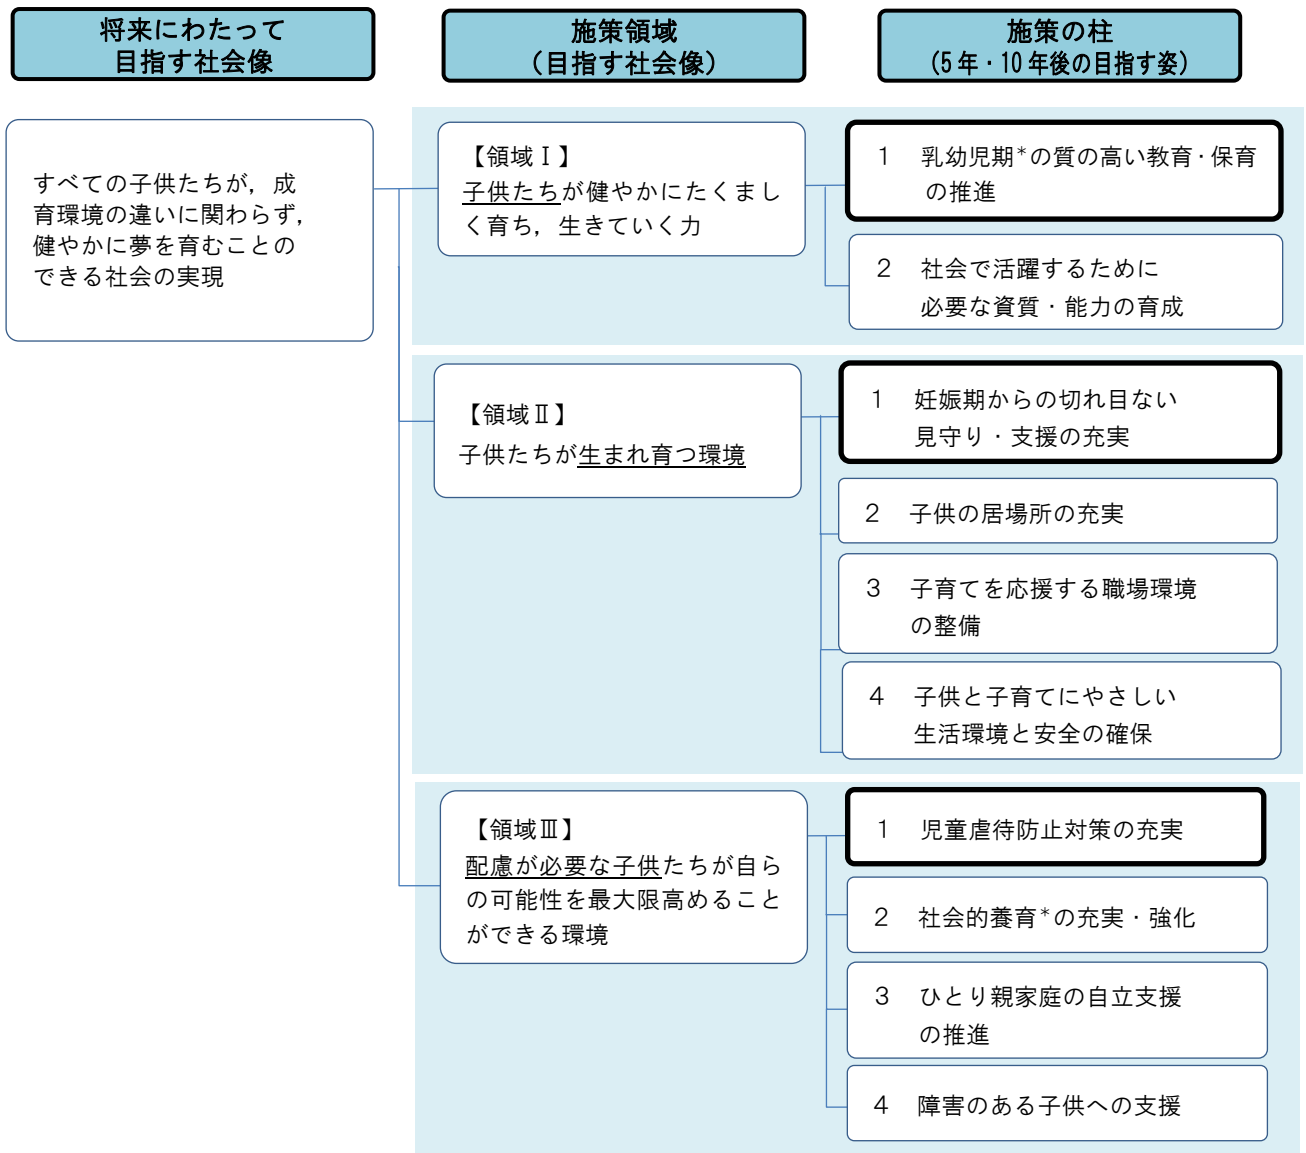 将来にわたって
目指す社会像
施策領域
（目指す社会像）
施策の柱
（5年・10年後の目指す姿）
すべての子供たちが，成
育環境の違いに関わらず，
健やかに夢を育むことの
できる社会の実現
【領域Ⅰ】
子供たちが健やかにたくまし
く育ち，生きていく力
1 乳幼児期*の質の高い教育・保育
の推進
2 社会で活躍するために
必要な資質・能力の育成
【領域Ⅱ】
子供たちが生まれ育つ環境
1 妊娠期からの切れ目ない
見守り・支援の充実
2 子供の居場所の充実
3 子育てを応援する職場環境
の整備
4 子供と子育てにやさしい
生活環境と安全の確保
【領域Ⅲ】
配慮が必要な子供たちが自ら
の可能性を最大限高めること
ができる環境
1 児童虐待防止対策の充実
2 社会的養育*の充実・強化
3 ひとり親家庭の自立支援
の推進
4 障害のある子供への支援